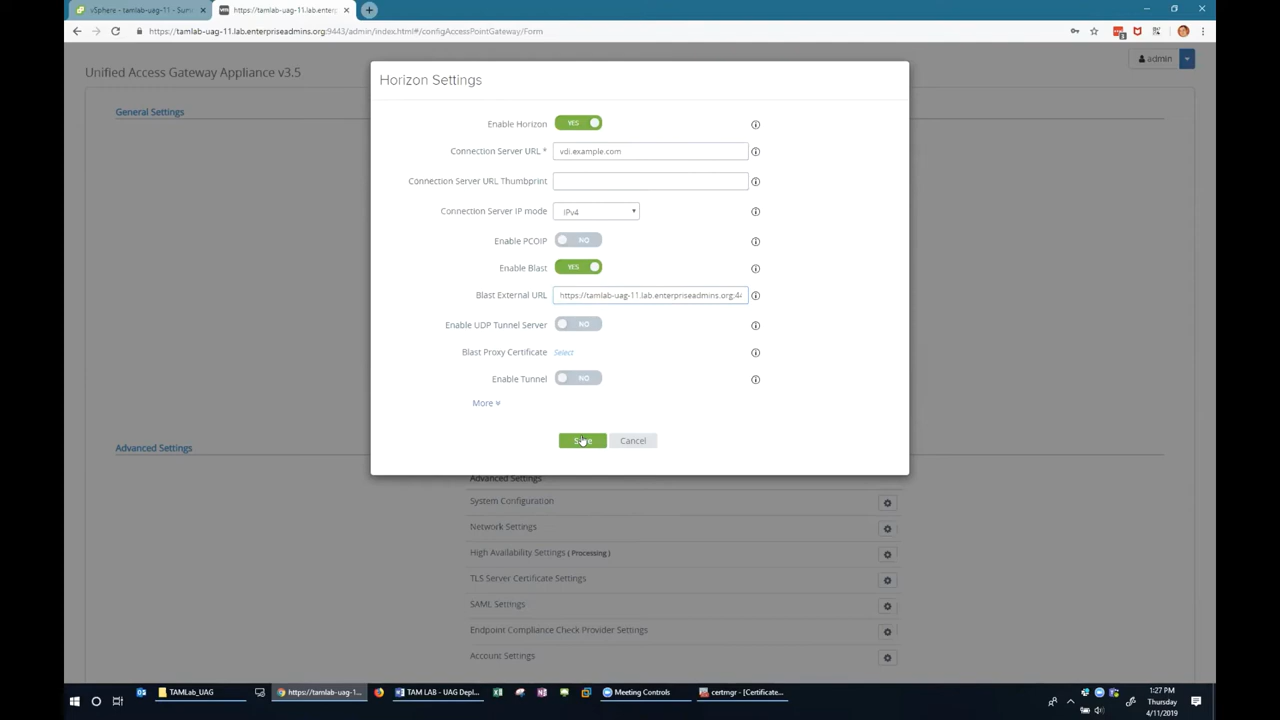 vSphere - tamlab-uag-11 - Sum
https://tamlab-uag-11.lab.enter
https://tamlab-uag-11.lab.enterpriseadmins.org:9443/admin/index.html#/configAccessPointGateway/Form
Unified Access Gateway Appliance v3.5
admin
Horizon Settings
General Settings
Enable Horizon YES
Connection Server URL * vdi.example.com
Connection Server URL Thumbprint
Connection Server IP mode IPv4
Enable PCOIP NO
Enable Blast YES
Blast External URL https://tamlab-uag-11.lab.enterpriseadmins.org:44
Enable UDP Tunnel Server NO
Blast Proxy Certificate Select
Enable Tunnel NO
More
Save Cancel
Advanced Settings
Advanced Settings
System Configuration
Network Settings
High Availability Settings ( Processing )
TLS Server Certificate Settings
SAML Settings
Endpoint Compliance Check Provider Settings
Account Settings
TAMLab_UAG
https://tamlab-uag-1...
TAM LAB - UAG Depl...
Meeting Controls
certmgr - [Certificate...
1:27 PM
Thursday
4/11/2019